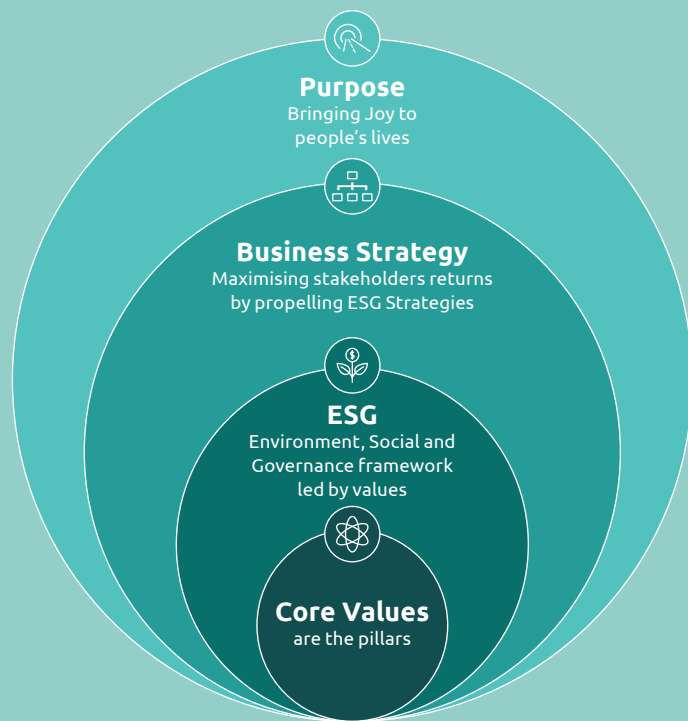 Purpose
Bringing Joy to
people's lives
Business Strategy
Maximising stakeholders returns
by propelling ESG Strategies
$
ESG
Environment, Social and
Governance framework
led by values
Core Values
are the pillars